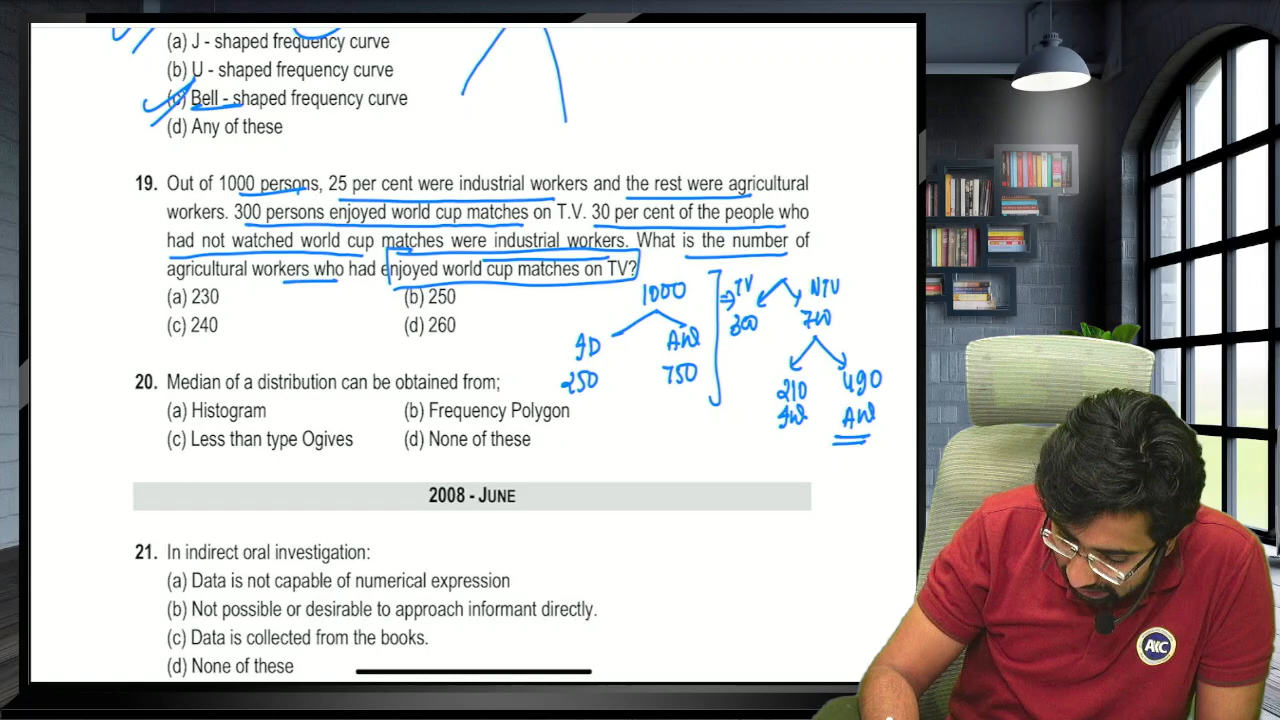 (a) J - shaped frequency curve
(b) U - shaped frequency curve
(c) Bell - shaped frequency curve
(d) Any of these
19. Out of 1000 persons, 25 per cent were industrial workers and the rest were agricultural
workers. 300 persons enjoyed world cup matches on T.V. 30 per cent of the people who
had not watched world cup matches were industrial workers. What is the number of
agricultural workers who had enjoyed world cup matches on TV?
(a) 230 (b) 250
(c) 240 (d) 260
1000
ID AW
250 750
TV NTV
300 700
210 490
IW AW
20. Median of a distribution can be obtained from;
(a) Histogram (b) Frequency Polygon
(c) Less than type Ogives (d) None of these
2008 - JUNE
21. In indirect oral investigation:
(a) Data is not capable of numerical expression
(b) Not possible or desirable to approach informant directly.
(c) Data is collected from the books.
(d) None of these
AKC